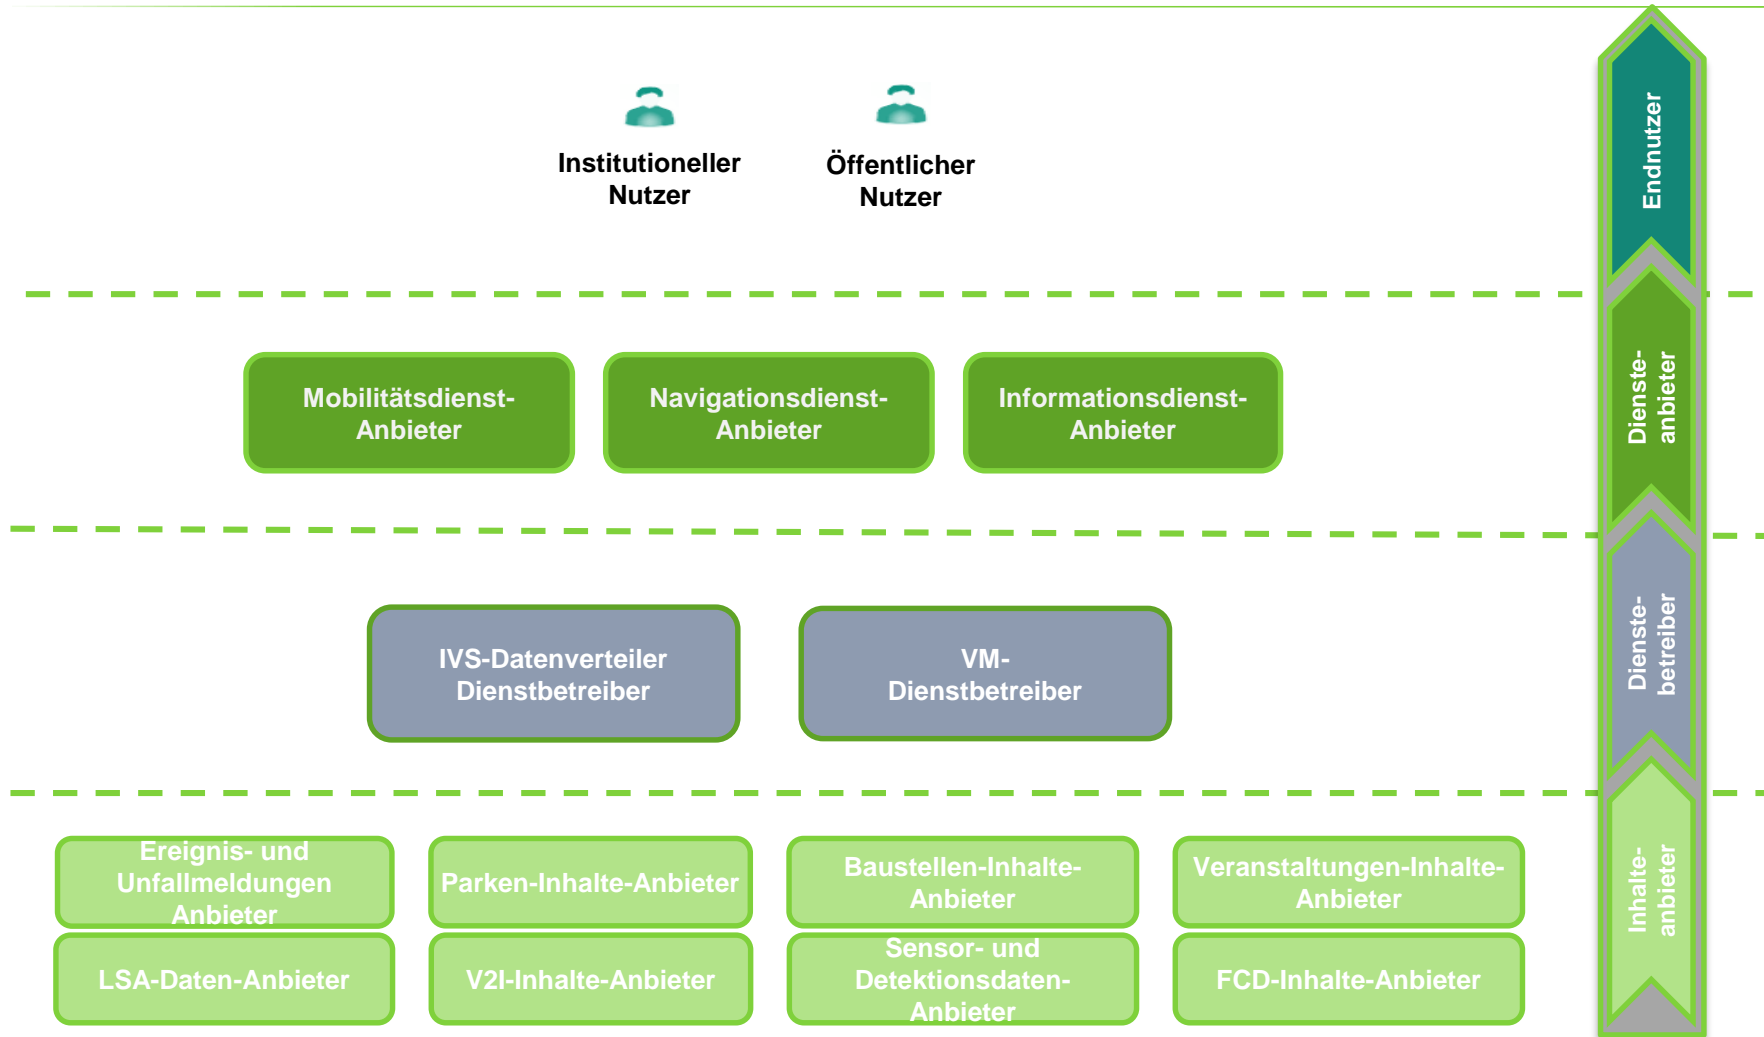 Institutioneller
Nutzer
Öffentlicher
Nutzer
Endnutzer
Mobilitätsdienst-
Anbieter
Navigationsdienst-
Anbieter
Informationsdienst-
Anbieter
Dienste-
anbieter
IVS-Datenverteiler
Dienstbetreiber
VM-
Dienstbetreiber
Dienste-
betreiber
Ereignis- und
Unfallmeldungen
Anbieter
Parken-Inhalte-Anbieter
Baustellen-Inhalte-
Anbieter
Veranstaltungen-Inhalte-
Anbieter
Inhalte-
anbieter
LSA-Daten-Anbieter
V2I-Inhalte-Anbieter
Sensor- und
Detektionsdaten-
Anbieter
FCD-Inhalte-Anbieter